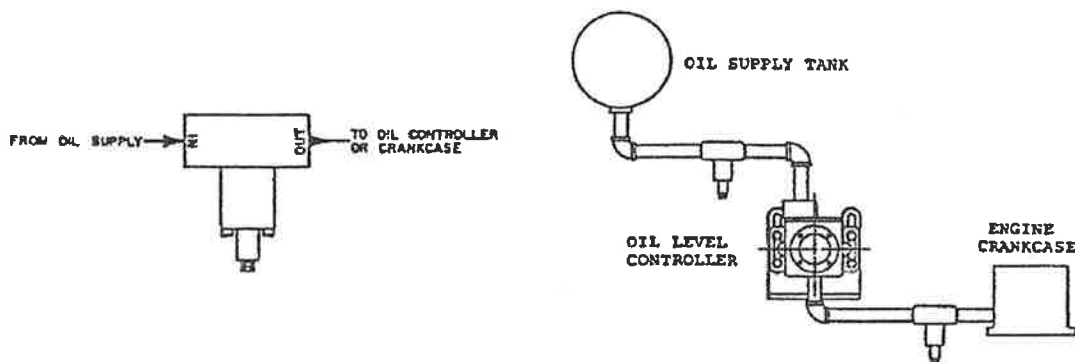 FROM OIL SUPPLY
IN
OUT
TO OIL CONTROLLER
OR CRANKCASE
OIL SUPPLY TANK
OIL LEVEL
CONTROLLER
ENGINE
CRANKCASE